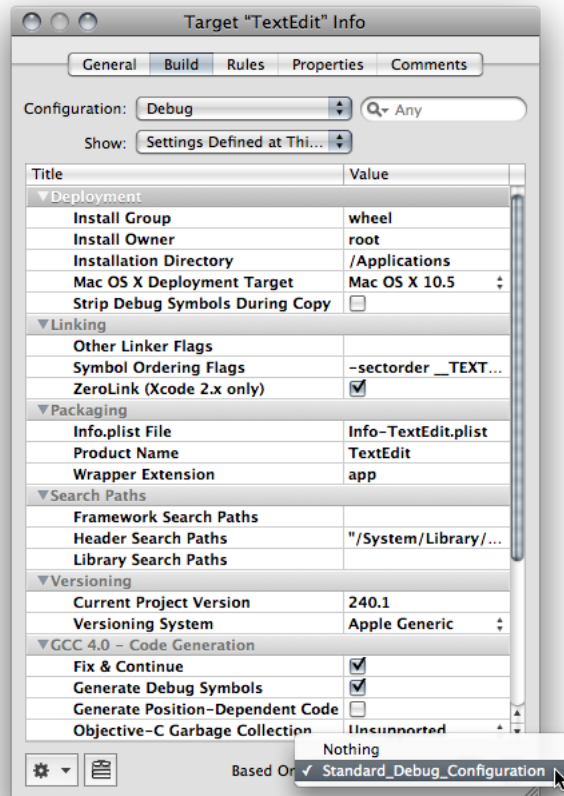 Target “TextEdit” Info
General Build Rules Properties Comments
Configuration: Debug Any
Show: Settings Defined at Thi...
Title Value
Deployment
Install Group wheel
Install Owner root
Installation Directory /Applications
Mac OS X Deployment Target Mac OS X 10.5
Strip Debug Symbols During Copy
Linking
Other Linker Flags
Symbol Ordering Flags -sectorder __TEXT...
ZeroLink (Xcode 2.x only)
Packaging
Info.plist File Info-TextEdit.plist
Product Name TextEdit
Wrapper Extension app
Search Paths
Framework Search Paths
Header Search Paths "/System/Library/...
Library Search Paths
Versioning
Current Project Version 240.1
Versioning System Apple Generic
GCC 4.0 - Code Generation
Fix & Continue
Generate Debug Symbols
Generate Position-Dependent Code
Objective-C Garbage Collection Unsupported
Nothing
Based On Standard_Debug_Configuration